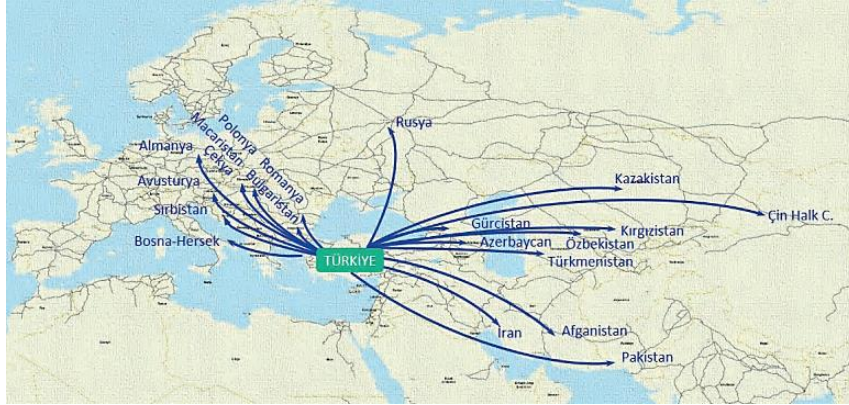 Rusya
Polonya
Macaristan
Romanya
Almanya
Çekya
Bulgaristan
Kazakistan
Avusturya
Sırbistan
Çin Halk C.
Gürcistan
Kırgızistan
Bosna-Hersek
Azerbaycan
Özbekistan
TÜRKİYE
Türkmenistan
İran
Afganistan
Pakistan